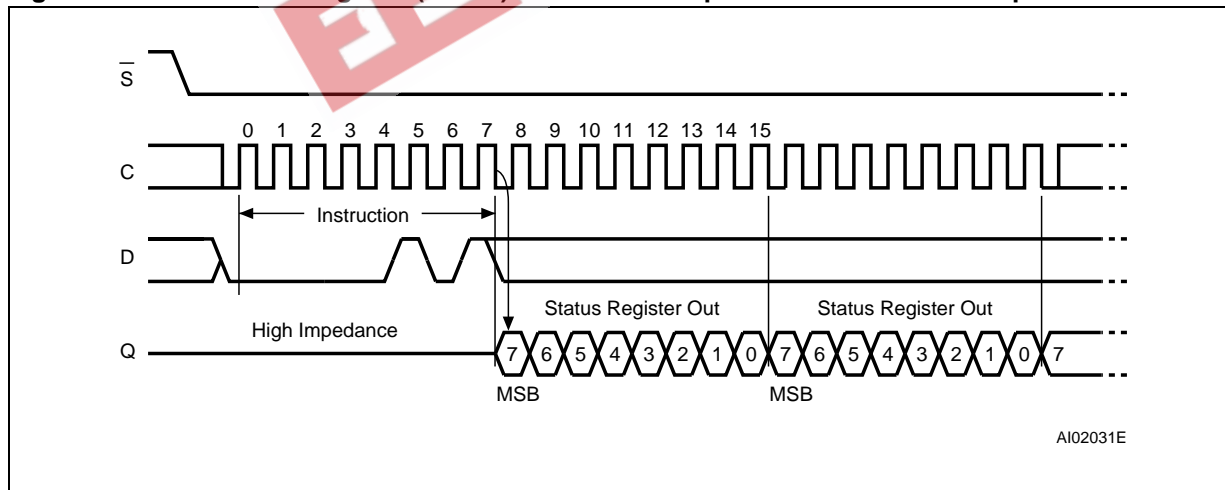 S
0 1 2 3 4 5 6 7 8 9 10 11 12 13 14 15
C
Instruction
D
Status Register Out Status Register Out
High Impedance
Q 7 6 5 4 3 2 1 0 7 6 5 4 3 2 1 0 7
MSB MSB
AI02031E